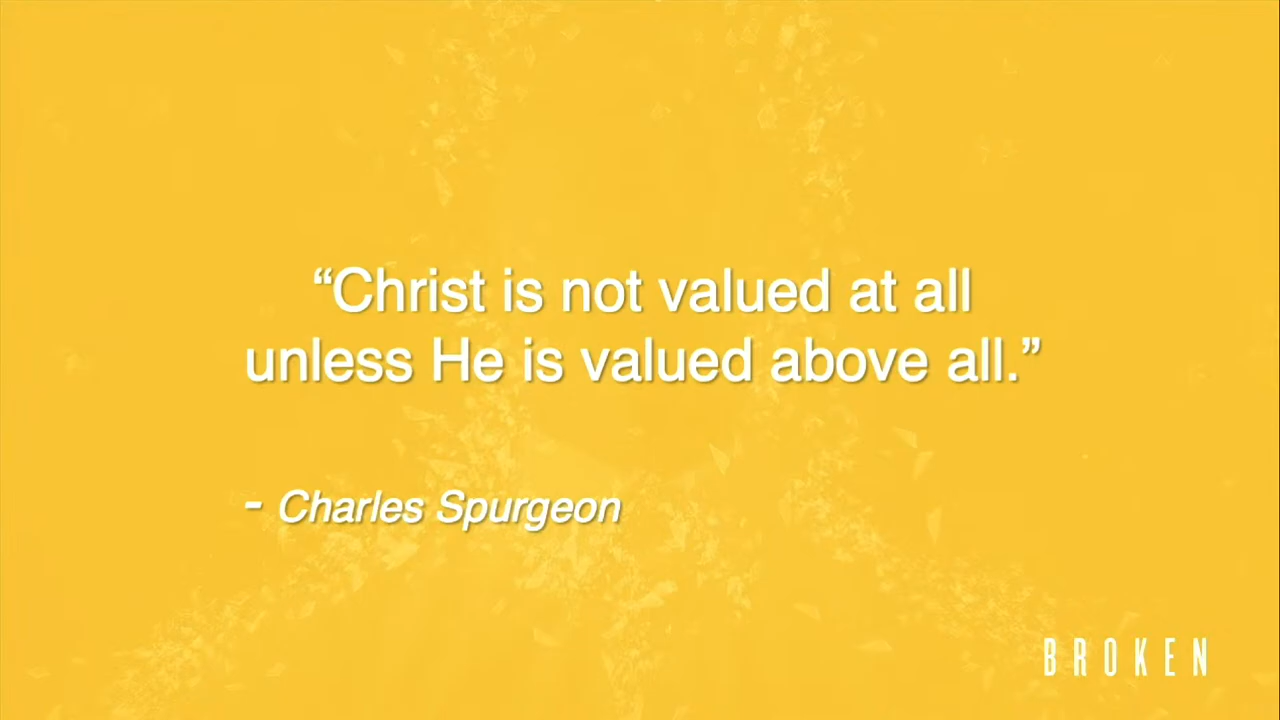 “Christ is not valued at all
unless He is valued above all.”
- Charles Spurgeon
BROKEN